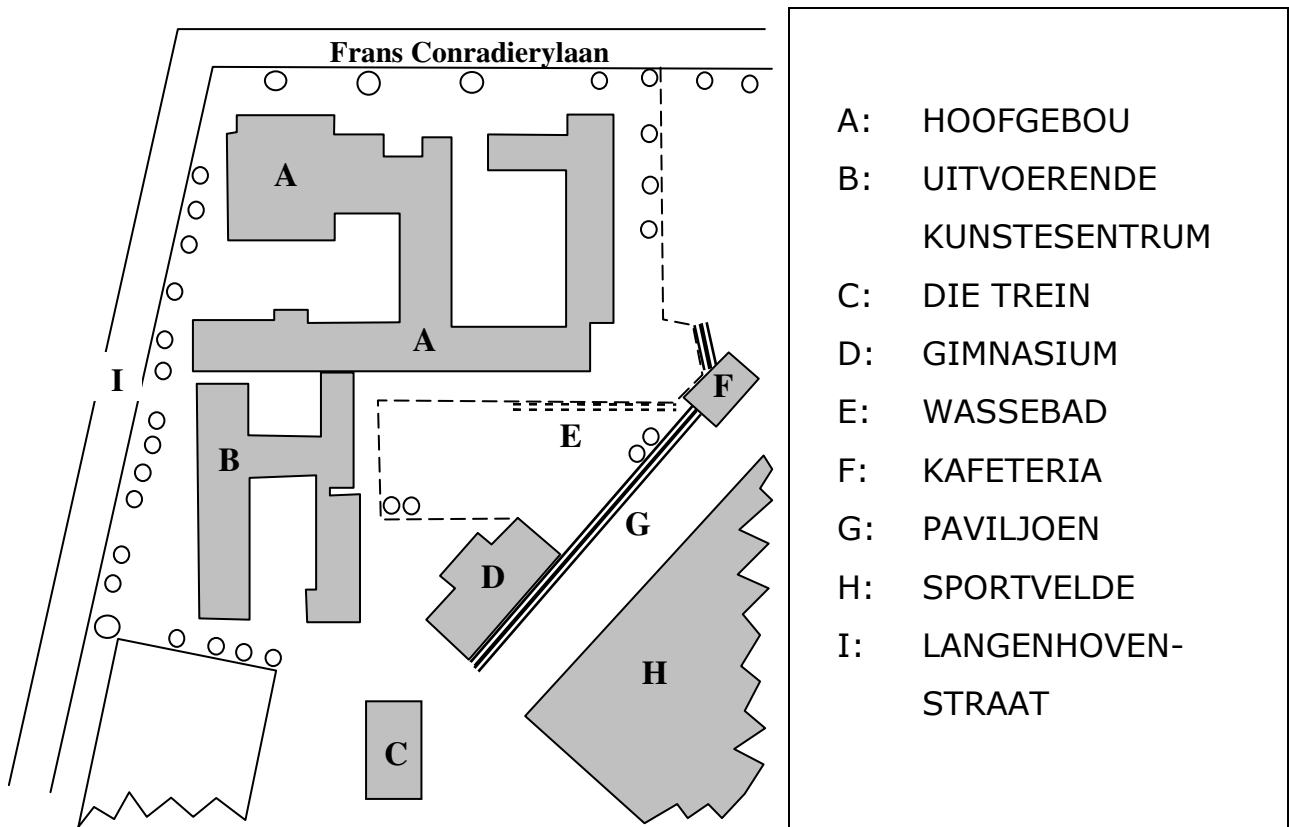 Frans Conradierylaan
A
A
I
F
E
B
G
D
H
C
A: HOOFGEBOU
B: UITVOERENDE
KUNSTESENTRUM
C: DIE TREIN
D: GIMNASIUM
E: WASSEBAD
F: KAFETERIA
G: PAVILJOEN
H: SPORTVELDE
I: LANGENHOVEN-
STRAAT